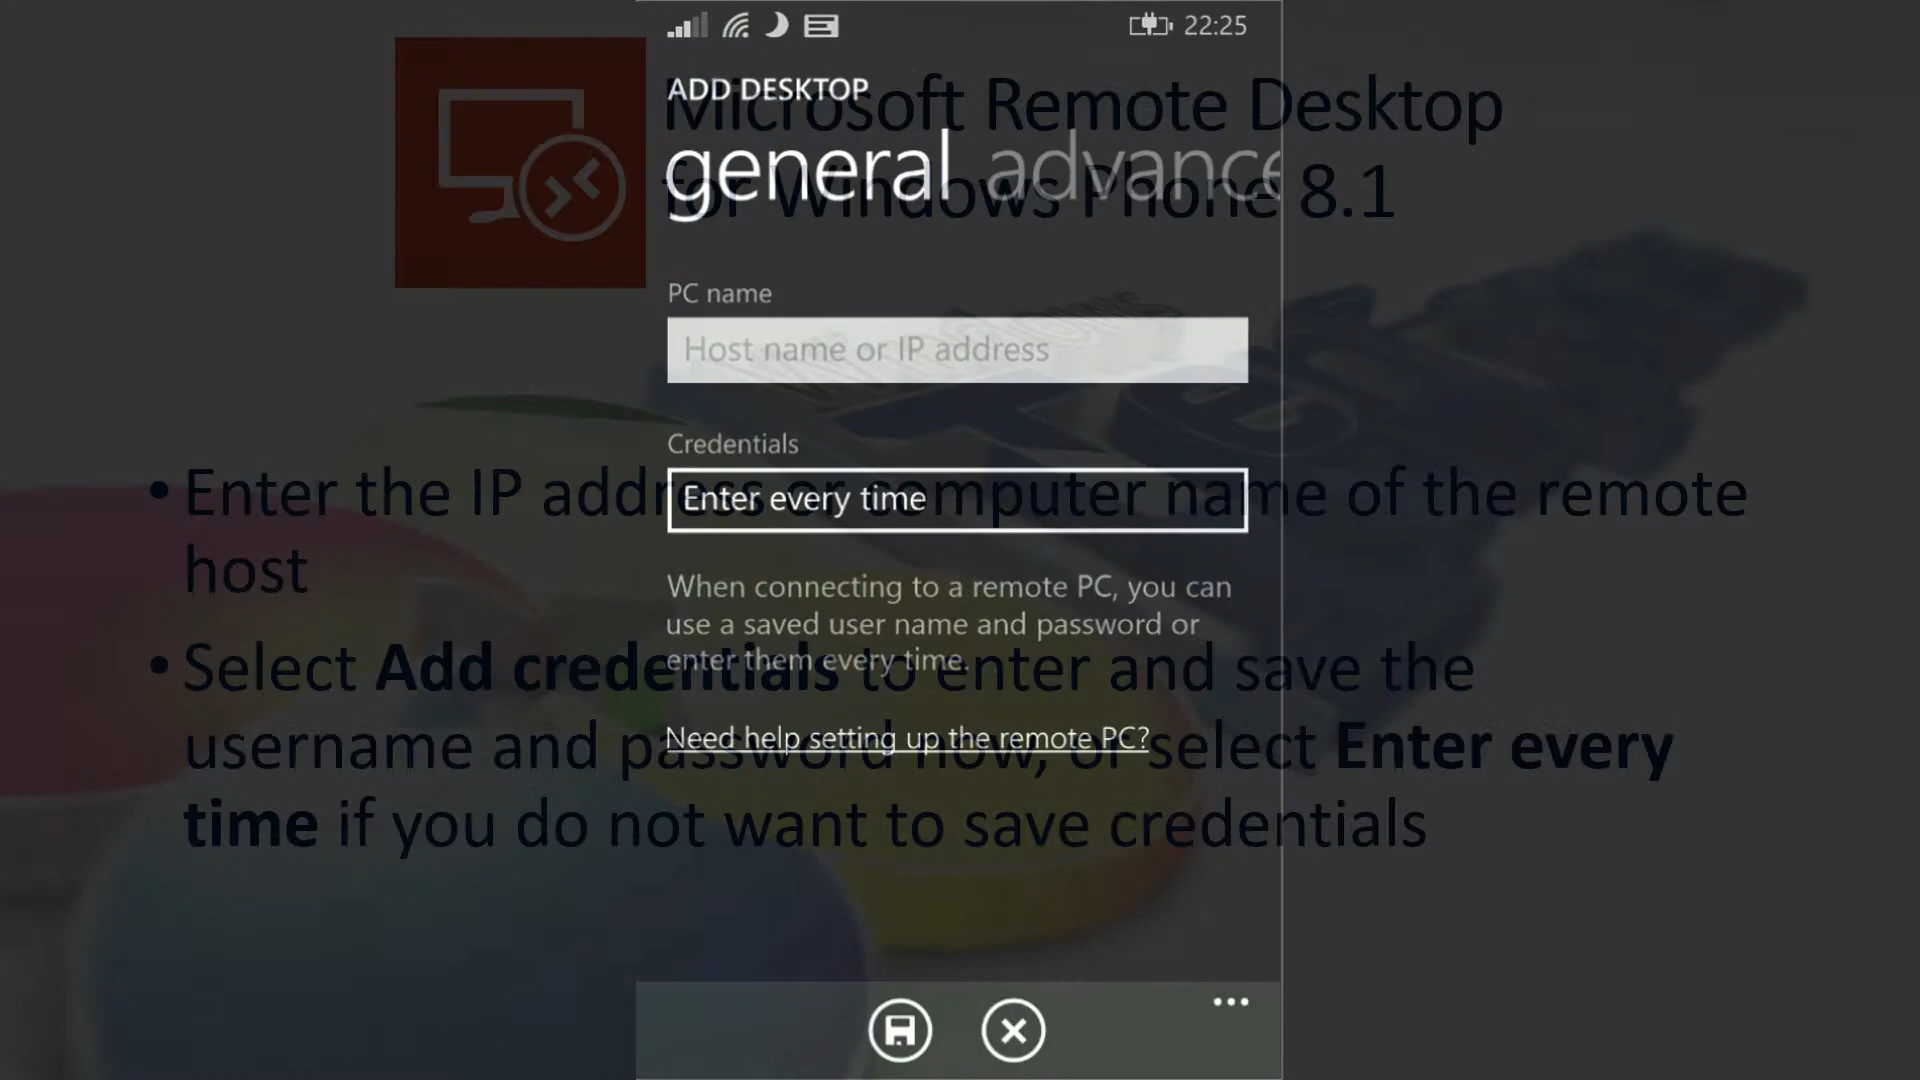 22:25
ADD DESKTOP
Microsoft Remote Desktop
general advance
for Windows Phone 8.1
PC name
Host name or IP address
Credentials
Enter every time
• Enter the IP address or computer name of the remote
host
When connecting to a remote PC, you can
use a saved user name and password or
enter them every time.
• Select Add credentials to enter and save the
Need help setting up the remote PC?
username and password now, or select Enter every
time if you do not want to save credentials